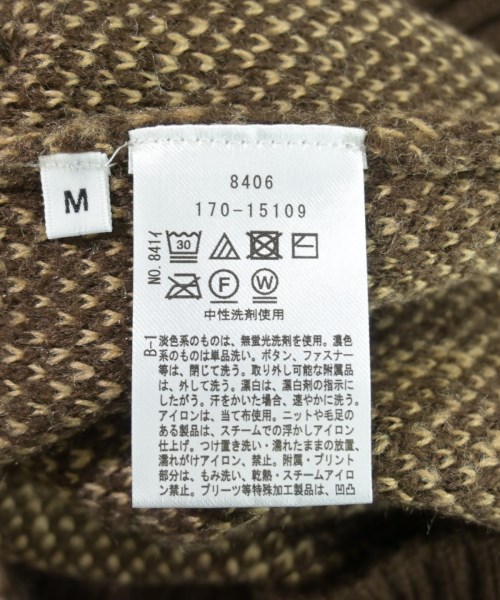 M
8406
170-15109
NO. 841イ
30
F
W
中性洗剤使用
B-1
淡色系のものは、無蛍光洗剤を使用。濃色
系のものは単品洗い。ボタン、ファスナー
等は、閉じて洗う。取り外し可能な附属品
は、外して洗う。漂白は、漂白剤の指示に
したがう。汗をかいた場合、速やかに洗う。
アイロンは、当て布使用。ニットや毛足の
ある製品は、スチームでの浮かしアイロン
仕上げ。つけ置き洗い・濡れたままの放置、
濡れがけアイロン、禁止。附属・プリント
部分は、もみ洗い、乾熱・スチームアイロ
ン禁止。プリーツ等特殊加工製品は、凹凸